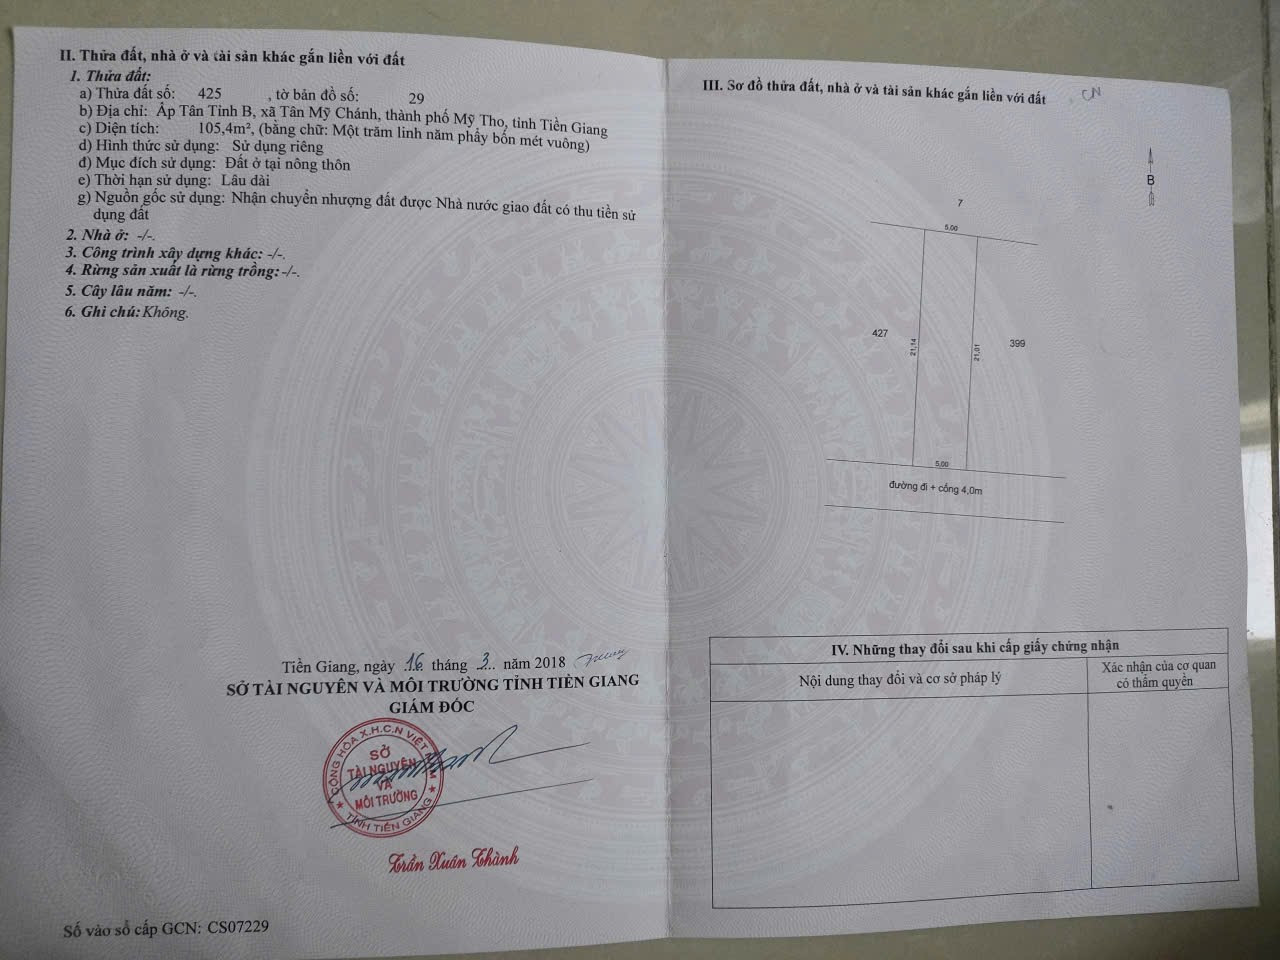 II. Thửa đất, nhà ở và tài sản khác gắn liền với đất
1. Thửa đất:
a) Thửa đất số: 425 , tờ bản đồ số: 29
b) Địa chỉ: Ấp Tân Tỉnh B, xã Tân Mỹ Chánh, thành phố Mỹ Tho, tỉnh Tiền Giang
c) Diện tích: 105,4m², (bằng chữ: Một trăm linh năm phẩy bốn mét vuông)
d) Hình thức sử dụng: Sử dụng riêng
đ) Mục đích sử dụng: Đất ở tại nông thôn
e) Thời hạn sử dụng: Lâu dài
g) Nguồn gốc sử dụng: Nhận chuyển nhượng đất được Nhà nước giao đất có thu tiền sử
dụng đất
2. Nhà ở: -/-.
3. Công trình xây dựng khác: -/-.
4. Rừng sản xuất là rừng trồng: -/-.
5. Cây lâu năm: -/-.
6. Ghi chú: Không.
Tiền Giang, ngày 16 tháng 3 năm 2018
SỞ TÀI NGUYÊN VÀ MÔI TRƯỜNG TỈNH TIỀN GIANG
GIÁM ĐỐC
CỘNG HÒA X.H.C.N VIỆT NAM
SỞ
TÀI NGUYÊN
VÀ
MÔI TRƯỜNG
TỈNH TIỀN GIANG
Trần Xuân Thành
Số vào sổ cấp GCN: CS07229
III. Sơ đồ thửa đất, nhà ở và tài sản khác gắn liền với đất
B
7
5.00
427
21,14
21,01
399
5,00
đường đi + cống 4,0m
IV. Những thay đổi sau khi cấp giấy chứng nhận
Nội dung thay đổi và cơ sở pháp lý
Xác nhận của cơ quan
có thẩm quyền